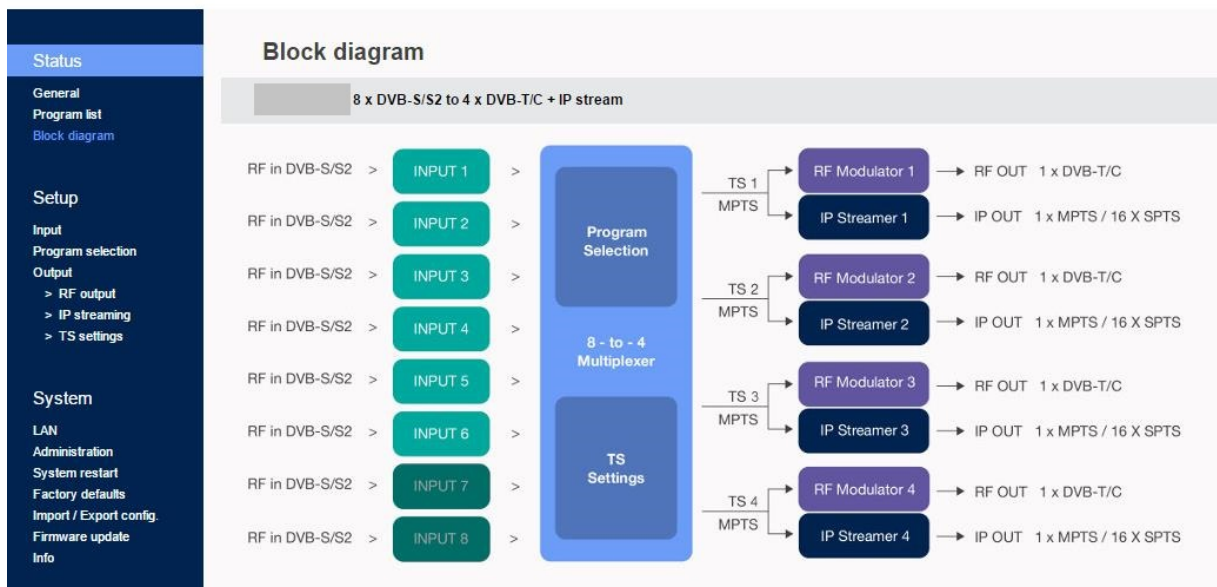 Status
General
Program list
Block diagram
Setup
Input
Program selection
Output
> RF output
> IP streaming
> TS settings
System
LAN
Administration
System restart
Factory defaults
Import / Export config.
Firmware update
Info
Block diagram
8 x DVB-S/S2 to 4 x DVB-T/C + IP stream
RF in DVB-S/S2 > INPUT 1 >
RF in DVB-S/S2 > INPUT 2 >
RF in DVB-S/S2 > INPUT 3 >
RF in DVB-S/S2 > INPUT 4 >
RF in DVB-S/S2 > INPUT 5 >
RF in DVB-S/S2 > INPUT 6 >
RF in DVB-S/S2 > INPUT 7 >
RF in DVB-S/S2 > INPUT 8 >
Program
Selection
8 - to - 4
Multiplexer
TS
Settings
TS 1
MPTS
RF Modulator 1 RF OUT 1 x DVB-T/C
IP Streamer 1 IP OUT 1 x MPTS / 16 X SPTS
TS 2
MPTS
RF Modulator 2 RF OUT 1 x DVB-T/C
IP Streamer 2 IP OUT 1 x MPTS / 16 X SPTS
TS 3
MPTS
RF Modulator 3 RF OUT 1 x DVB-T/C
IP Streamer 3 IP OUT 1 x MPTS / 16 X SPTS
TS 4
MPTS
RF Modulator 4 RF OUT 1 x DVB-T/C
IP Streamer 4 IP OUT 1 x MPTS / 16 X SPTS